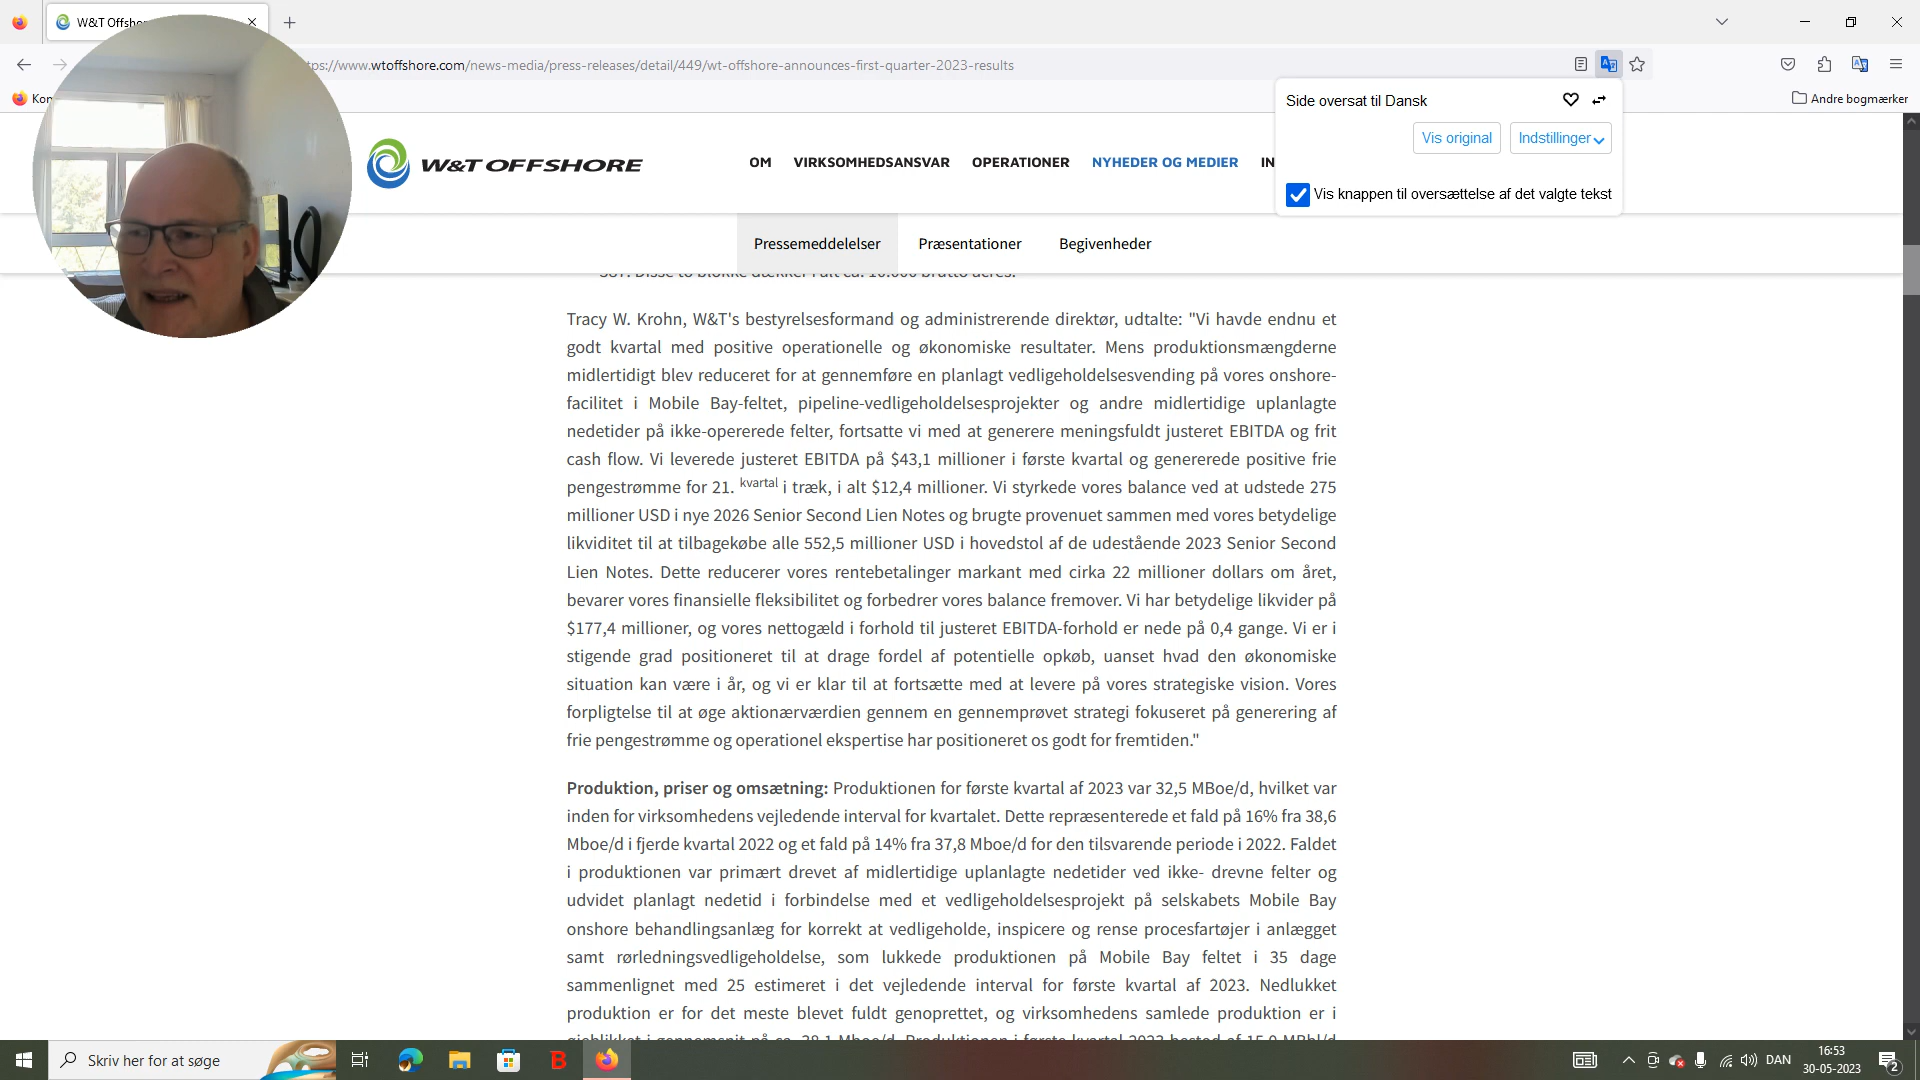 W&T Offshore
https://www.wtoffshore.com/news-media/press-releases/detail/449/wt-offshore-announces-first-quarter-2023-results
Andre bogmærker
Side oversat til Dansk
Vis original
Indstillinger
Vis knappen til oversættelse af det valgte tekst
W&T OFFSHORE
OM VIRKSOMHEDSANSVAR OPERATIONER NYHEDER OG MEDIER IN
Pressemeddelelser Præsentationer Begivenheder
Tracy W. Krohn, W&T's bestyrelsesformand og administrerende direktør, udtalte: "Vi havde endnu et
godt kvartal med positive operationelle og økonomiske resultater. Mens produktionsmængderne
midlertidigt blev reduceret for at gennemføre en planlagt vedligeholdelsesvending på vores onshore-
facilitet i Mobile Bay-feltet, pipeline-vedligeholdelsesprojekter og andre midlertidige uplanlagte
nedetider på ikke-opererede felter, fortsatte vi med at generere meningsfuldt justeret EBITDA og frit
cash flow. Vi leverede justeret EBITDA på $43,1 millioner i første kvartal og genererede positive frie
pengestrømme for 21. kvartal i træk, i alt $12,4 millioner. Vi styrkede vores balance ved at udstede 275
millioner USD i nye 2026 Senior Second Lien Notes og brugte provenuet sammen med vores betydelige
likviditet til at tilbagekøbe alle 552,5 millioner USD i hovedstol af de udestående 2023 Senior Second
Lien Notes. Dette reducerer vores rentebetalinger markant med cirka 22 millioner dollars om året,
bevarer vores finansielle fleksibilitet og forbedrer vores balance fremover. Vi har betydelige likvider på
$177,4 millioner, og vores nettogæld i forhold til justeret EBITDA-forhold er nede på 0,4 gange. Vi er i
stigende grad positioneret til at drage fordel af potentielle opkøb, uanset hvad den økonomiske
situation kan være i år, og vi er klar til at fortsætte med at levere på vores strategiske vision. Vores
forpligtelse til at øge aktionærværdien gennem en gennemprøvet strategi fokuseret på generering af
frie pengestrømme og operationel ekspertise har positioneret os godt for fremtiden."
Produktion, priser og omsætning: Produktionen for første kvartal af 2023 var 32,5 MBoe/d, hvilket var
inden for virksomhedens vejledende interval for kvartalet. Dette repræsenterede et fald på 16% fra 38,6
Mboe/d i fjerde kvartal 2022 og et fald på 14% fra 37,8 Mboe/d for den tilsvarende periode i 2022. Faldet
i produktionen var primært drevet af midlertidige uplanlagte nedetider ved ikke- drevne felter og
udvidet planlagt nedetid i forbindelse med et vedligeholdelsesprojekt på selskabets Mobile Bay
onshore behandlingsanlæg for korrekt at vedligeholde, inspicere og rense procesfartøjer i anlægget
samt rørledningsvedligeholdelse, som lukkede produktionen på Mobile Bay feltet i 35 dage
sammenlignet med 25 estimeret i det vejledende interval for første kvartal af 2023. Nedlukket
produktion er for det meste blevet fuldt genoprettet, og virksomhedens samlede produktion er i
Skriv her for at søge
DAN
16:53
30-05-2023
2